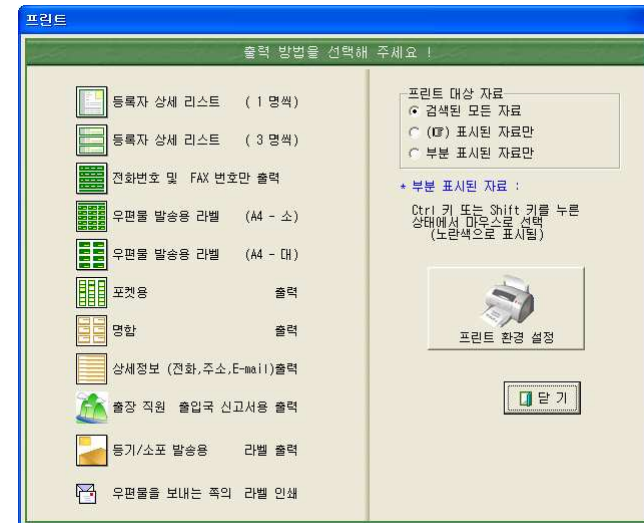 프린트
출력 방법을 선택해 주세요 !
등록자 상세 리스트 ( 1 명씩)
등록자 상세 리스트 ( 3 명씩)
전화번호 및 FAX 번호만 출력
우편물 발송용 라벨 (A4 - 소)
우편물 발송용 라벨 (A4 - 대)
포켓용 출력
명함 출력
상세정보 (전화,주소,E-mail)출력
출장 직원 출입국 신고서용 출력
등기/소포 발송용 라벨 출력
우편물을 보내는 쪽의 라벨 인쇄
프린트 대상 자료
검색된 모든 자료
(☞) 표시된 자료만
부분 표시된 자료만
* 부분 표시된 자료 :
Ctrl 키 또는 Shift 키를 누른
상태에서 마우스로 선택
(노란색으로 표시됨)
프린트 환경 설정
닫 기